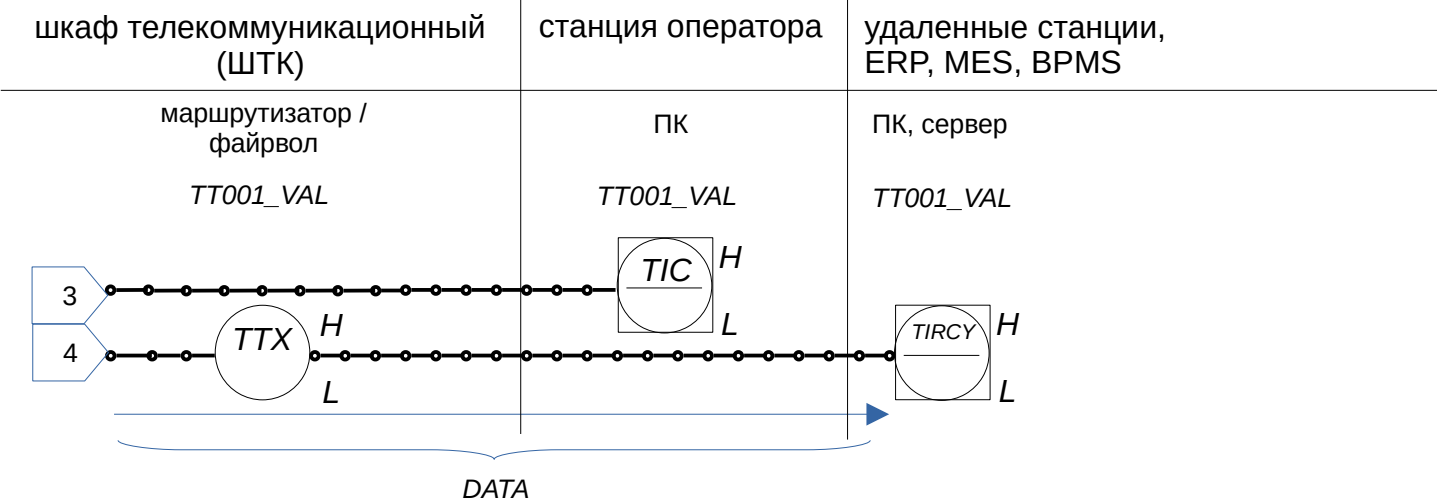 шкаф телекоммуникационный
(ШТК)
станция оператора
удаленные станции,
ERP, MES, BPMS
маршрутизатор /
файрвол
ПК
ПК, сервер
TT001_VAL
TT001_VAL
TT001_VAL
3
TIC
H
L
4
TTX
H
L
TIRCY
H
L
DATA